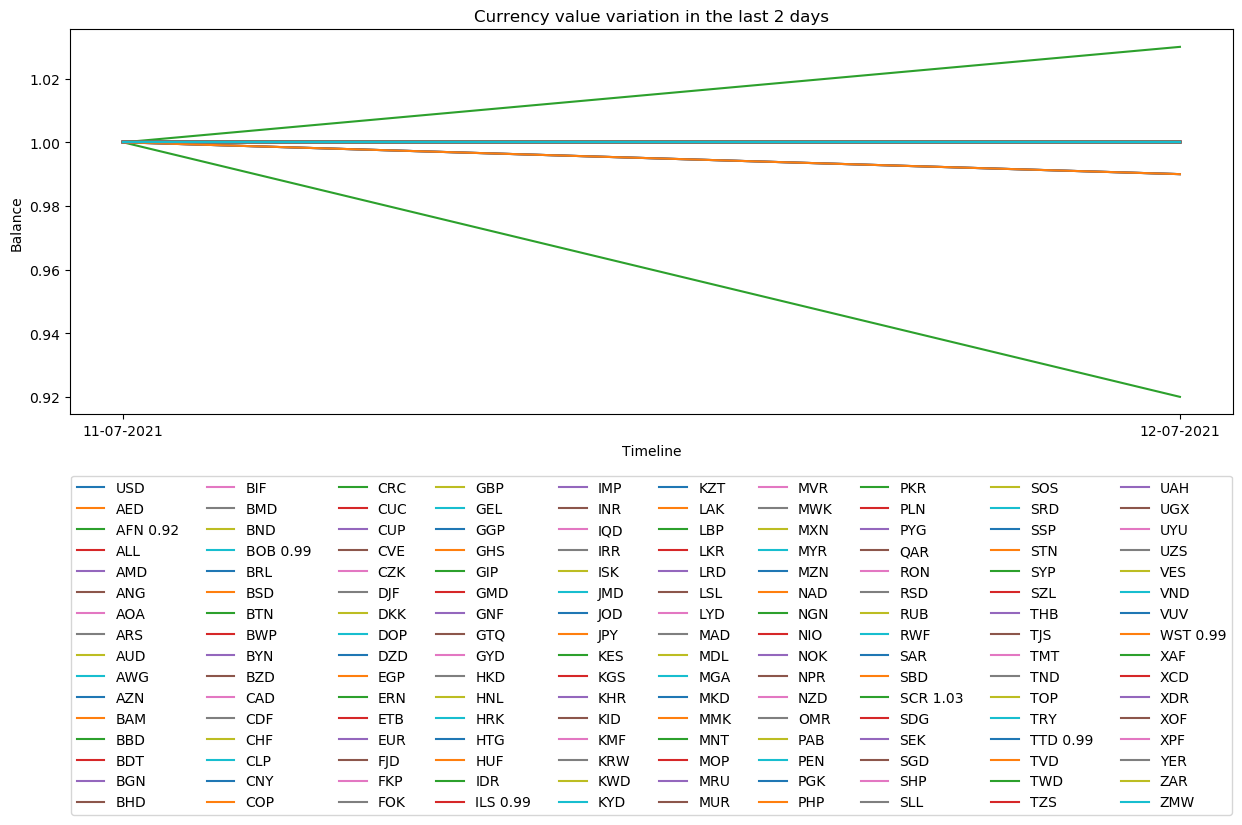 Currency value variation in the last 2 days
1.02
1.00
0.98
0.96
0.94
0.92
Balance
11-07-2021 12-07-2021
Timeline
USD BIF CRC GBP IMP KZT MVR PKR SOS UAH
AED BMD CUC GEL INR LAK MWK PLN SRD UGX
AFN 0.92 BND CUP GGP IQD LBP MXN PYG SSP UYU
ALL BOB 0.99 CVE GHS IRR LKR MYR QAR STN UZS
AMD BRL CZK GIP ISK LRD MZN RON SYP VES
ANG BSD DJF GMD JMD LSL NAD RSD SZL VND
AOA BTN DKK GNF JOD LYD NGN RUB THB VUV
ARS BWP DOP GTQ JPY MAD NIO RWF TJS WST 0.99
AUD BYN DZD GYD KES MDL NOK SAR TMT XAF
AWG BZD EGP HKD KGS MGA NPR SBD TND XCD
AZN CAD ERN HNL KHR MKD NZD SCR 1.03 TOP XDR
BAM CDF ETB HRK KID MMK OMR SDG TRY XOF
BBD CHF EUR HTG KMF MNT PAB SEK TTD 0.99 XPF
BDT CLP FJD HUF KRW MOP PEN SGD TVD YER
BGN CNY FKP IDR KWD MRU PGK SHP TWD ZAR
BHD COP FOK ILS 0.99 KYD MUR PHP SLL TZS ZMW